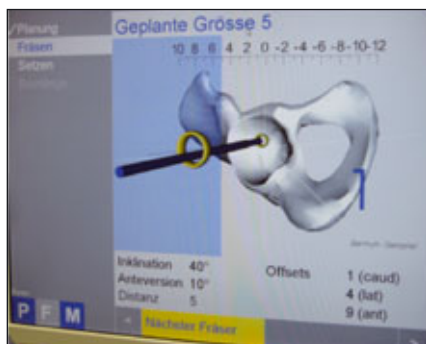 ✓Planung
Geplante Grösse 5
Fräsen
10 8 6 4 2 0 -2 -4 -6 -8 -10 -12
Setzen
Inklination 40°
Anteversion 10°
Distanz 5
Offsets 1 (caud)
4 (lat)
9 (ant)
P F M
Nächster Fräser